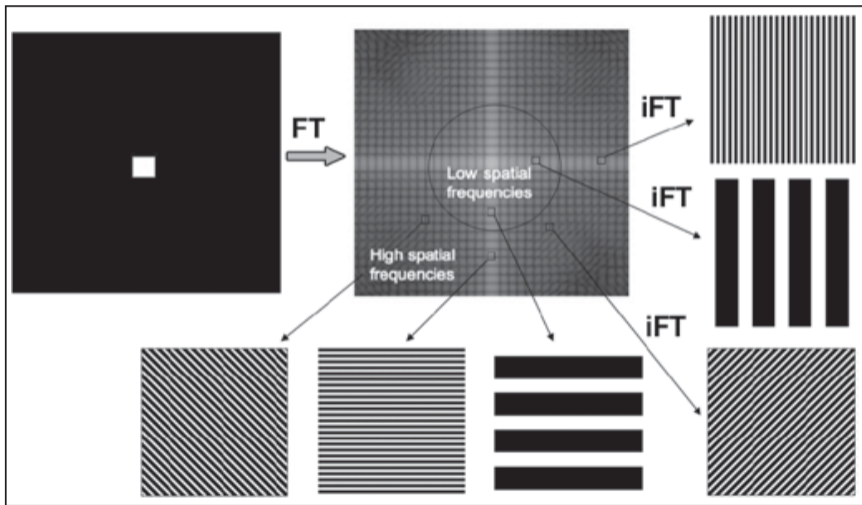 FT
iFT
Low spatial
frequencies
iFT
High spatial
frequencies
iFT